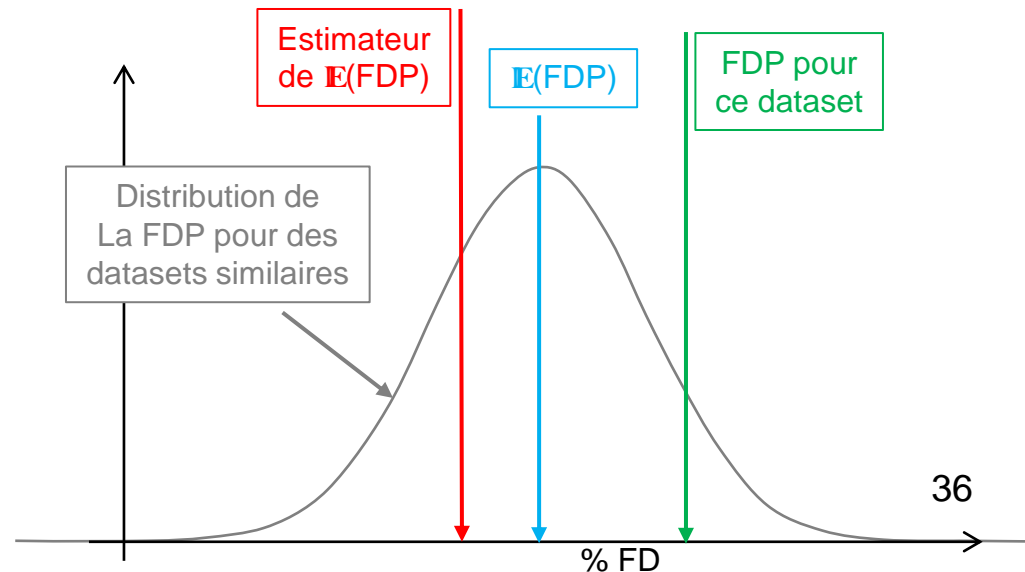 Estimateur
de 𝔼(FDP)
𝔼(FDP)
FDP pour
ce dataset
Distribution de
La FDP pour des
datasets similaires
36
% FD